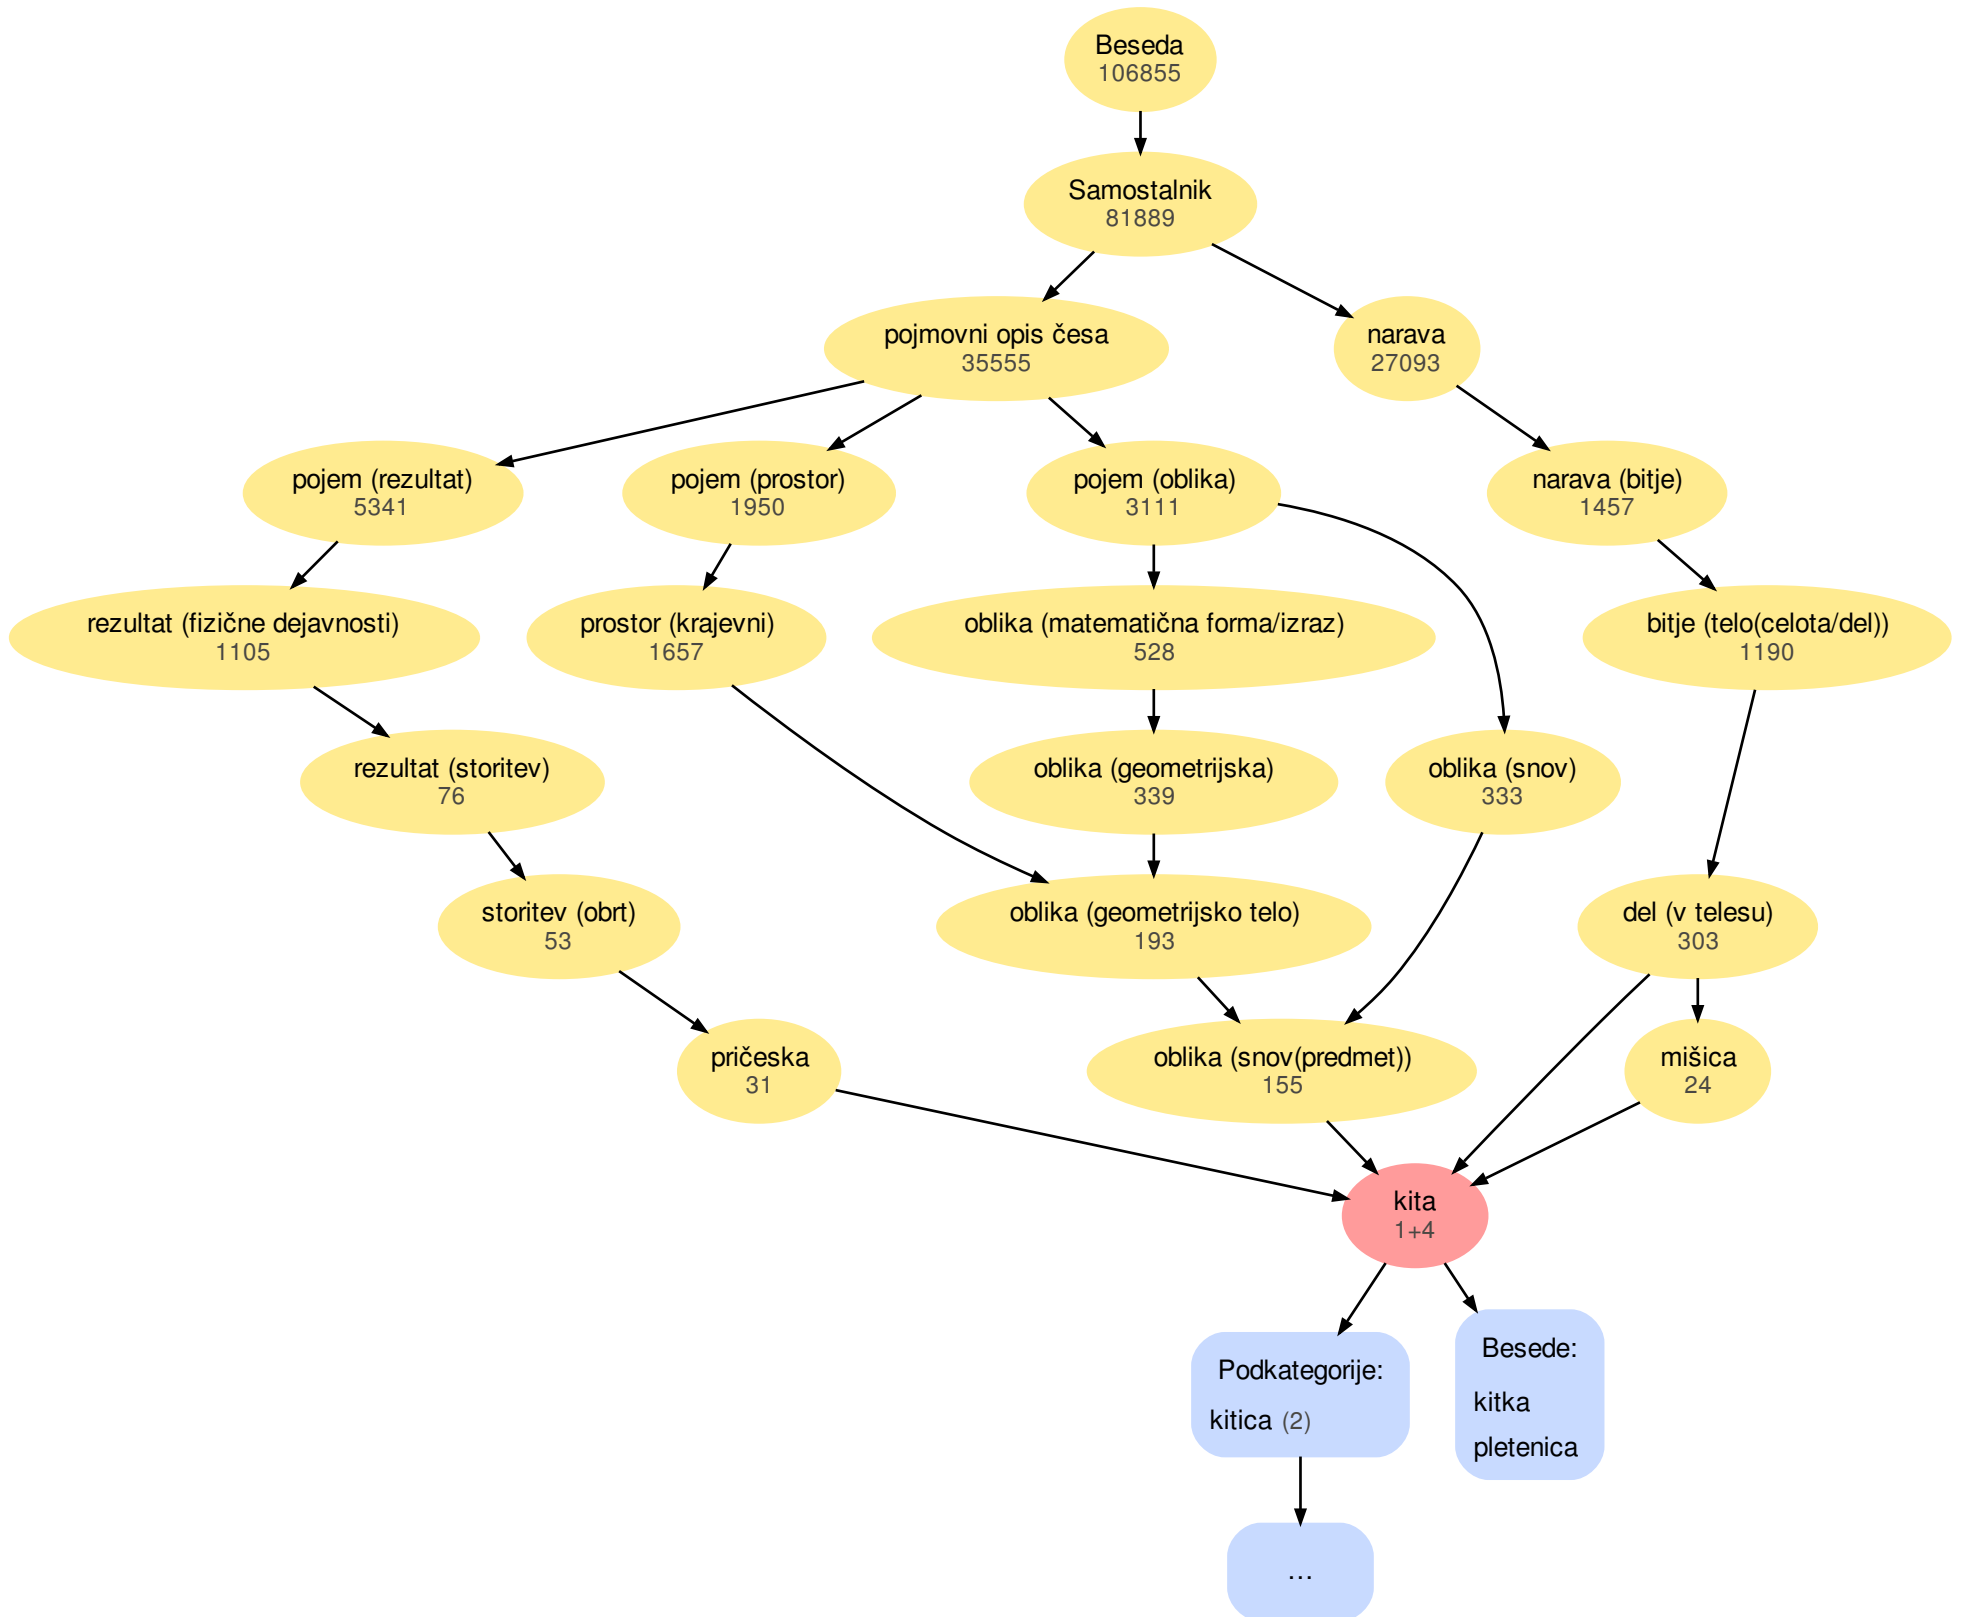 Beseda
106855
Samostalnik
81889
pojmovni opis česa
35555
narava
27093
pojem (rezultat)
5341
pojem (prostor)
1950
pojem (oblika)
3111
narava (bitje)
1457
rezultat (fizične dejavnosti)
1105
prostor (krajevni)
1657
oblika (matematična forma/izraz)
528
bitje (telo(celota/del))
1190
rezultat (storitev)
76
oblika (geometrijska)
339
oblika (snov)
333
storitev (obrt)
53
oblika (geometrijsko telo)
193
del (v telesu)
303
pričeska
31
oblika (snov(predmet))
155
mišica
24
kita
1+4
Podkategorije:
kitica (2)
Besede:
kitka
pletenica
...